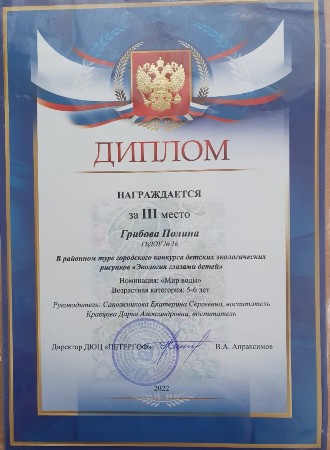 ДИПЛОМ
НАГРАЖДАЕТСЯ
за III место
Грибова Полина
ГБДОУ № 16
В районном туре городского конкурса детских экологических
рисунков «Экология глазами детей»
Номинация: «Мир воды»
Возрастная категория: 5-6 лет
Руководители: Сапожникова Екатерина Сергеевна, воспитатель
Кравцова Дарья Александровна, воспитатель
Директор ДЮЦ «ПЕТЕРГОФ» В.А. Апраксимов
2022